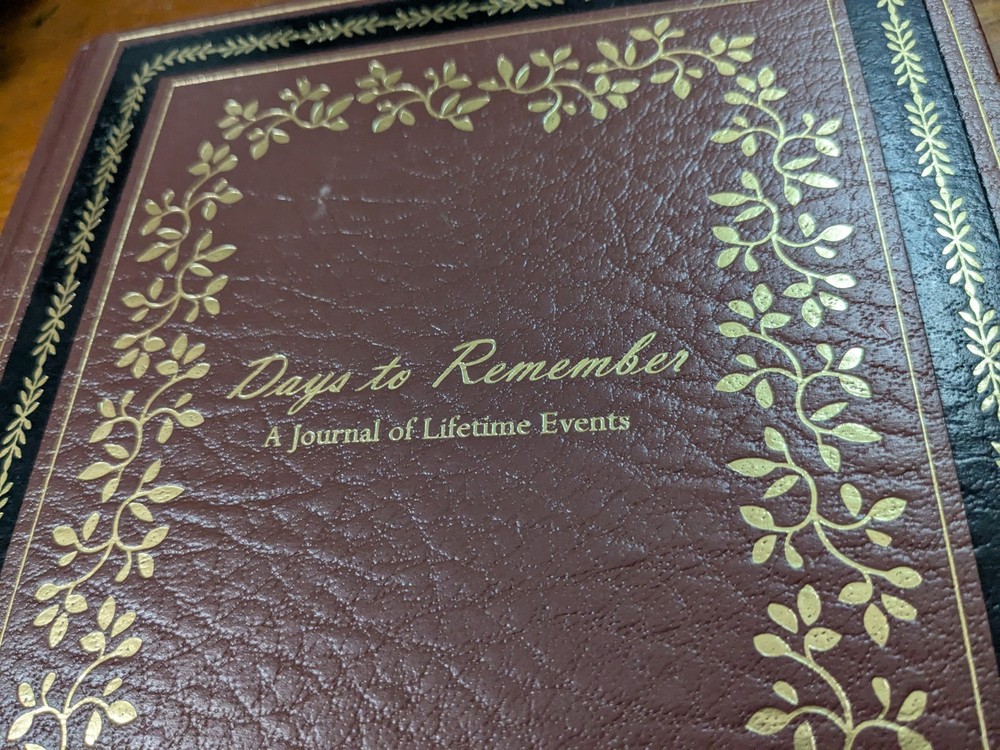 Days to Remember
A Journal of Lifetime Events